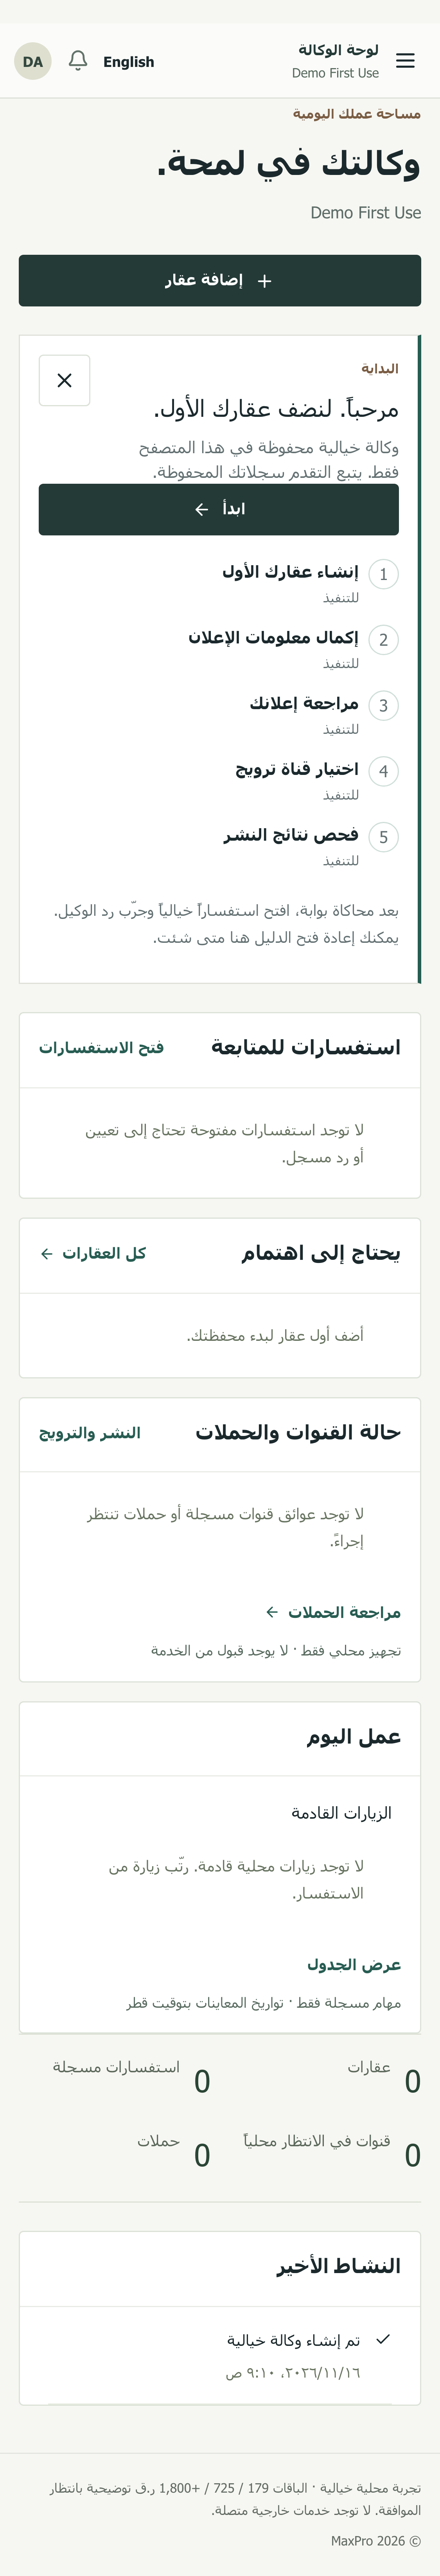 لوحة الوكالة
Demo First Use
English
DA
مساحة عملك اليومية
وكالتك في لمحة.
Demo First Use
إضافة عقار
البداية
مرحباً. لنضف عقارك الأول.
وكالة خيالية محفوظة في هذا المتصفح
فقط. يتبع التقدم سجلاتك المحفوظة.
ابدأ
1
إنشاء عقارك الأول
للتنفيذ
2
إكمال معلومات الإعلان
للتنفيذ
3
مراجعة إعلانك
للتنفيذ
4
اختيار قناة ترويج
للتنفيذ
5
فحص نتائج النشر
للتنفيذ
بعد محاكاة بوابة، افتح استفساراً خيالياً وجرّب رد الوكيل.
يمكنك إعادة فتح الدليل هنا متى شئت.
استفسارات للمتابعة
فتح الاستفسارات
لا توجد استفسارات مفتوحة تحتاج إلى تعيين
أو رد مسجل.
يحتاج إلى اهتمام
كل العقارات
أضف أول عقار لبدء محفظتك.
حالة القنوات والحملات
النشر والترويج
لا توجد عوائق قنوات مسجلة أو حملات تنتظر
إجراءً.
مراجعة الحملات
تجهيز محلي فقط · لا يوجد قبول من الخدمة
عمل اليوم
الزيارات القادمة
لا توجد زيارات محلية قادمة. رتّب زيارة من
الاستفسار.
عرض الجدول
مهام مسجلة فقط · تواريخ المعاينات بتوقيت قطر
0 عقارات
0 استفسارات مسجلة
0 قنوات في الانتظار محلياً
0 حملات
النشاط الأخير
تم إنشاء وكالة خيالية
٢٠٢٦/١١/١٦، ٩:١٠ ص
تجربة محلية خيالية · الباقات 179 / 725 / +1,800 ر.ق توضيحية بانتظار
الموافقة. لا توجد خدمات خارجية متصلة.
© 2026 MaxPro